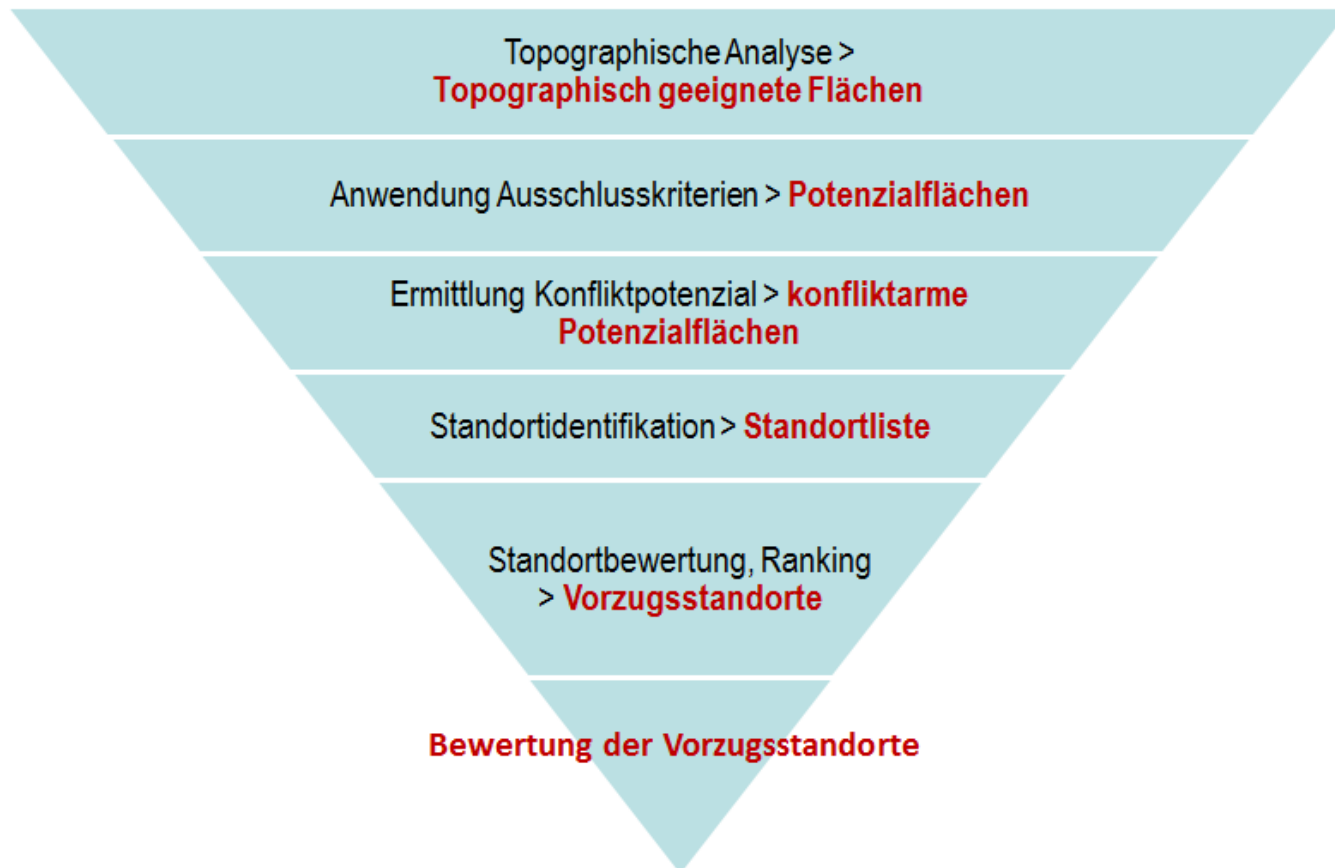 Topographische Analyse >
Topographisch geeignete Flächen
Anwendung Ausschlusskriterien > Potenzialflächen
Ermittlung Konfliktpotenzial > konfliktarme
Potenzialflächen
Standortidentifikation > Standortliste
Standortbewertung, Ranking
> Vorzugsstandorte
Bewertung der Vorzugsstandorte